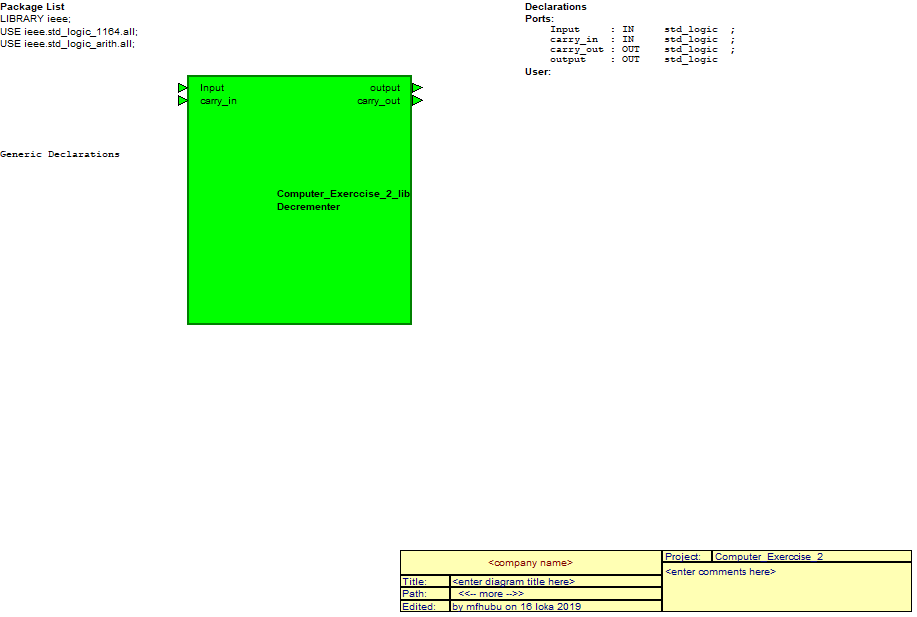 Package List
LIBRARY ieee;
USE ieee.std_logic_1164.all;
USE ieee.std_logic_arith.all;
Declarations
Ports:
Input : IN std_logic ;
carry_in : IN std_logic ;
carry_out : OUT std_logic ;
output : OUT std_logic
User:
Input output
carry_in carry_out
Generic Declarations
Computer_Exerccise_2_lib
Decrementer
<company name>
Title: <enter diagram title here>
Path: <<-- more -->>
Edited: by mfhubu on 16 loka 2019
Project: Computer_Exerccise_2
<enter comments here>